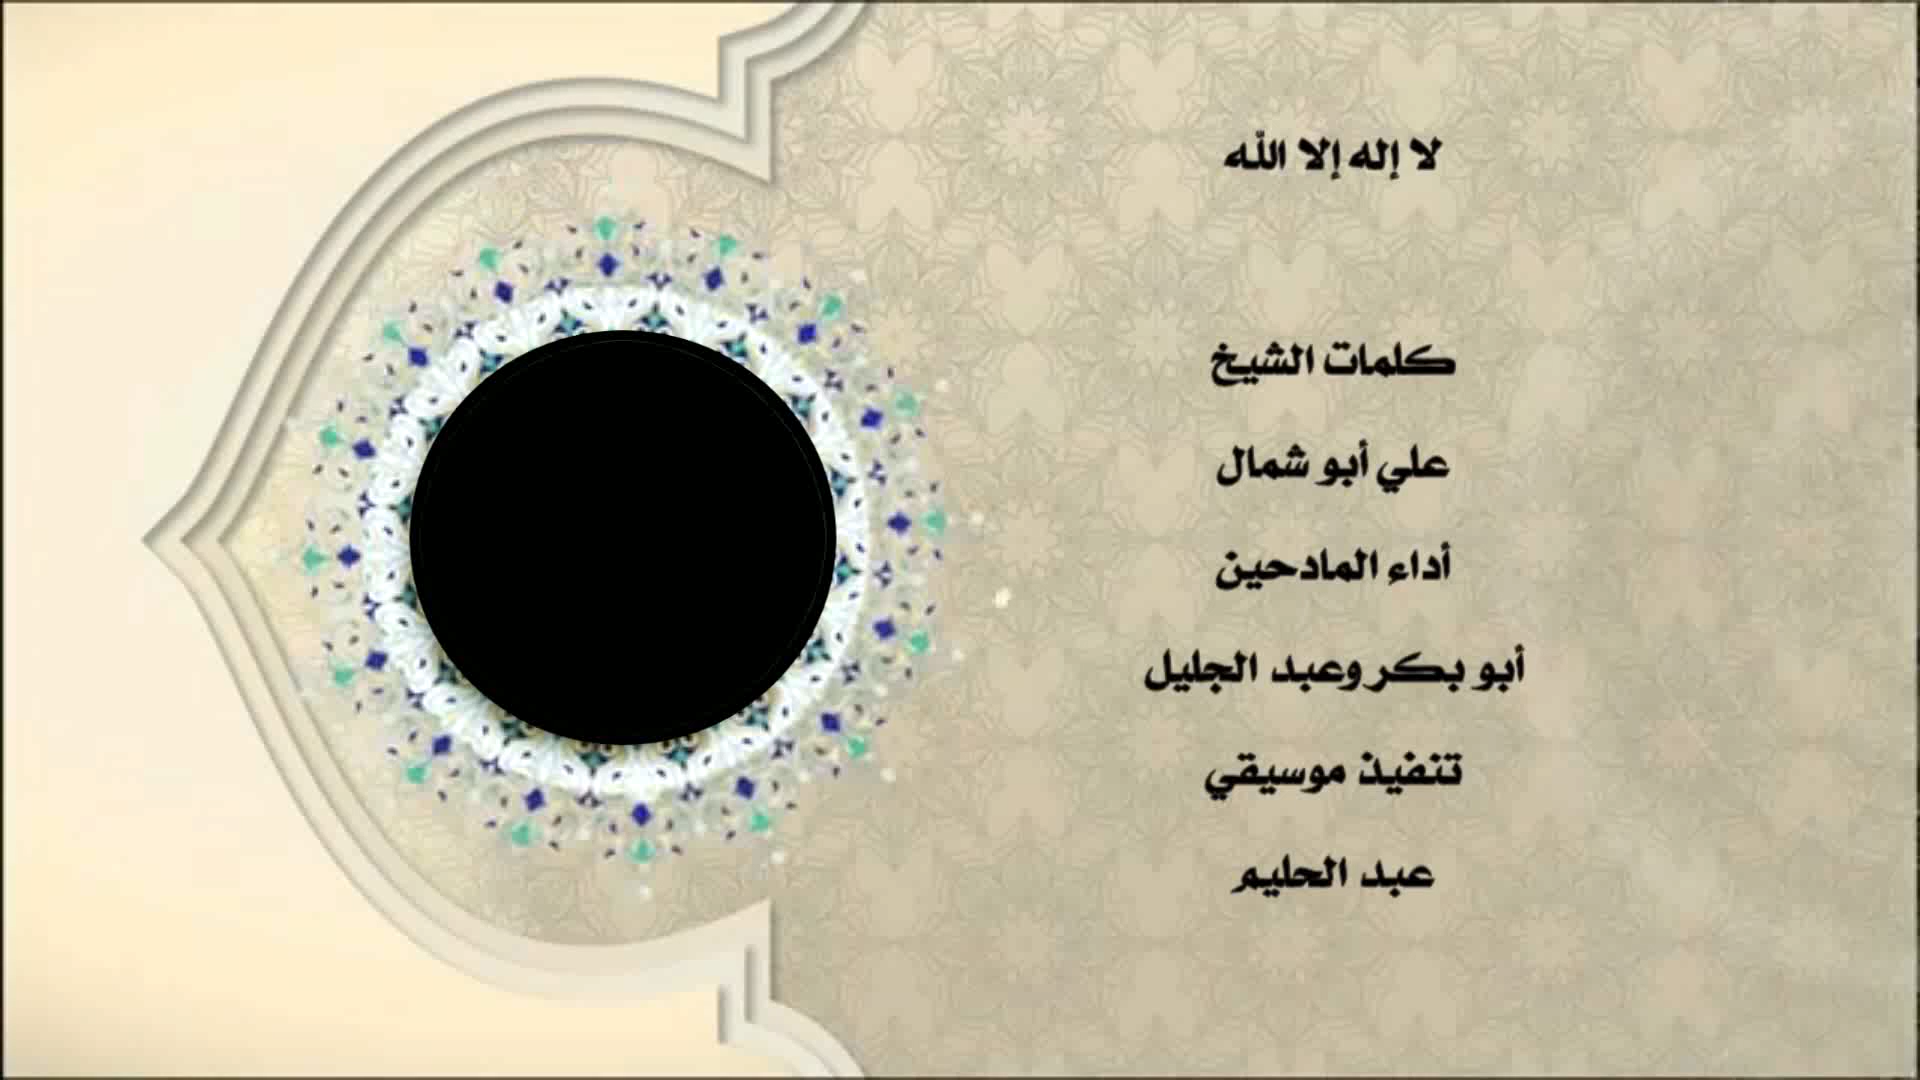 لا إله إلا الله
كلمات الشيخ
علي أبو شمال
أداء المادحين
أبو بكر وعبد الجليل
تنفيذ موسيقي
عبد الحليم